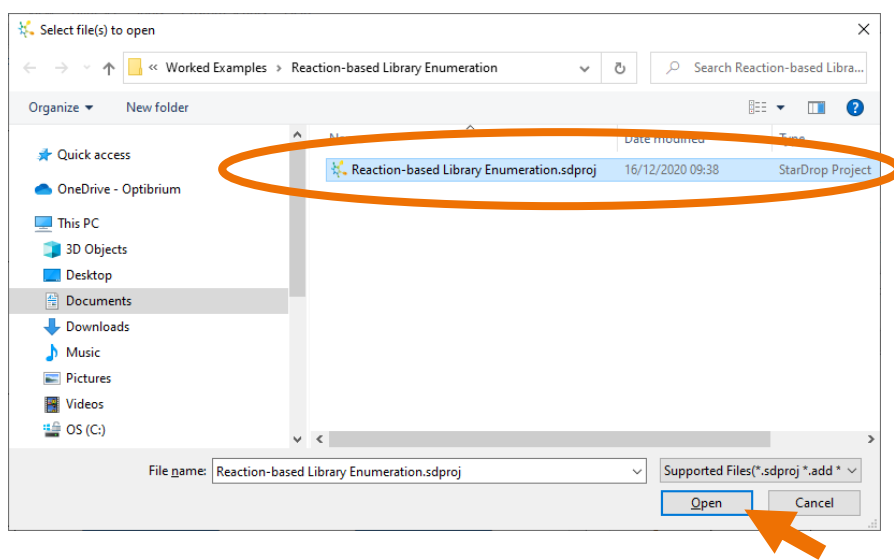 Select file(s) to open
« Worked Examples › Reaction-based Library Enumeration
Search Reaction-based Libra...
Organize
New folder
Name
Date modified
Type
Quick access
Reaction-based Library Enumeration.sdproj 16/12/2020 09:38 StarDrop Project
OneDrive - Optibrium
This PC
3D Objects
Desktop
Documents
Downloads
Music
Pictures
Videos
OS (C:)
File name: Reaction-based Library Enumeration.sdproj
Supported Files(*.sdproj *.add *
Open
Cancel